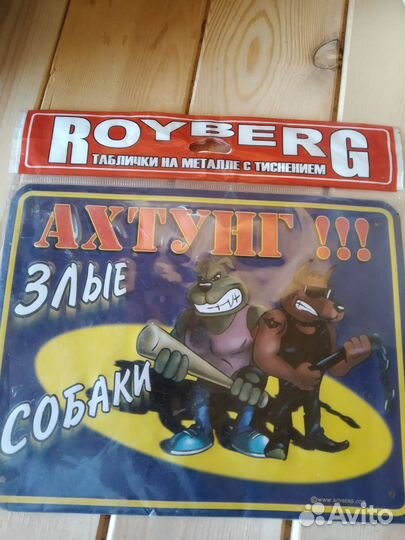 ROYBERG
ТАБЛИЧКИ НА МЕТАЛЛЕ С ТИСНЕНИЕМ
АХТУНГ !!!
ЗЛЫЕ
СОБАКИ
Avito